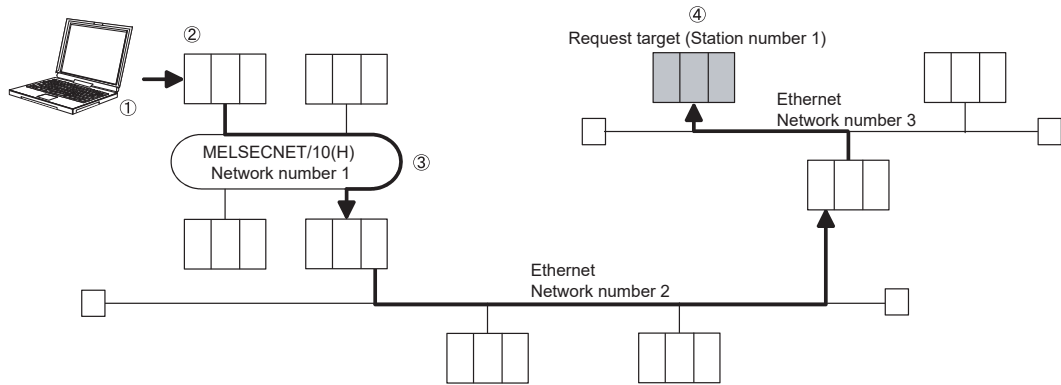 ④
②
Request target (Station number 1)
①
Ethernet
Network number 3
MELSECNET/10(H)
Network number 1
③
Ethernet
Network number 2